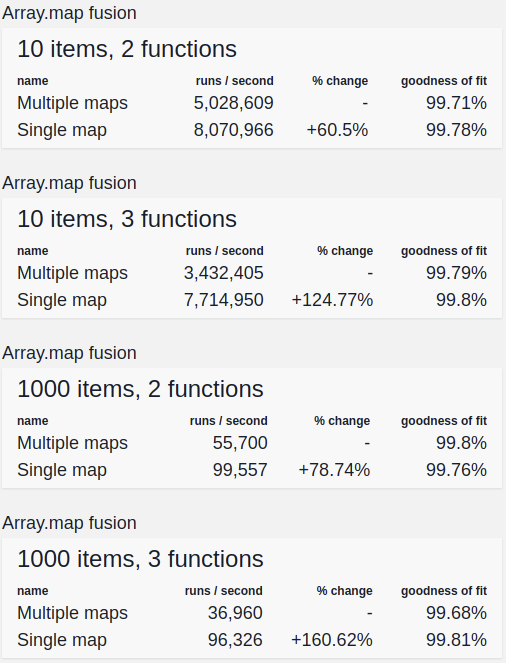 Array.map fusion
10 items, 2 functions
name runs / second % change goodness of fit
Multiple maps 5,028,609 - 99.71%
Single map 8,070,966 +60.5% 99.78%
Array.map fusion
10 items, 3 functions
name runs / second % change goodness of fit
Multiple maps 3,432,405 - 99.79%
Single map 7,714,950 +124.77% 99.8%
Array.map fusion
1000 items, 2 functions
name runs / second % change goodness of fit
Multiple maps 55,700 - 99.8%
Single map 99,557 +78.74% 99.76%
Array.map fusion
1000 items, 3 functions
name runs / second % change goodness of fit
Multiple maps 36,960 - 99.68%
Single map 96,326 +160.62% 99.81%